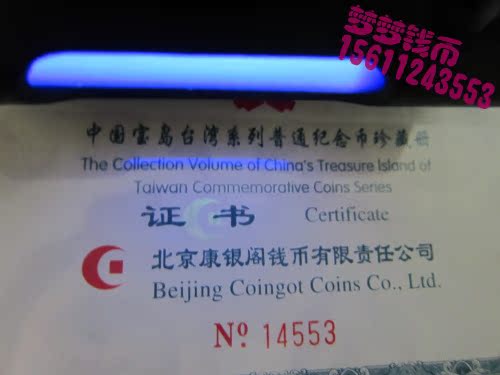 梦梦钱币
15611243553
中国宝岛台湾系列普通纪念币珍藏册
The Collection Volume of China's Treasure Island of
Taiwan Commemorative Coins Series
证书 Certificate
北京康银阁钱币有限责任公司
Beijing Coingot Coins Co., Ltd.
Nº 14553